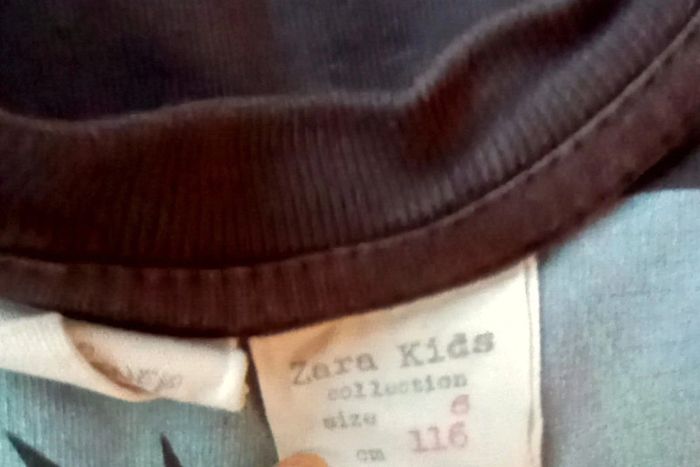 Zara Kids
collection
size 6
cm 116